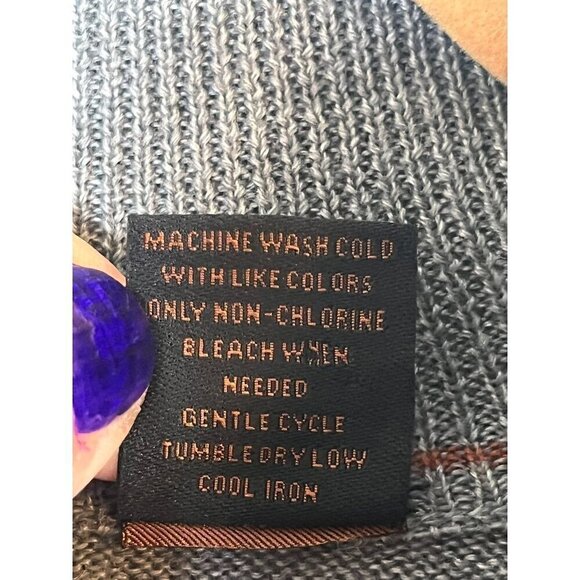 MACHINE WASH COLD
WITH LIKE COLORS
ONLY NON-CHLORINE
BLEACH WHEN
NEEDED
GENTLE CYCLE
TUMBLE DRY LOW
COOL IRON